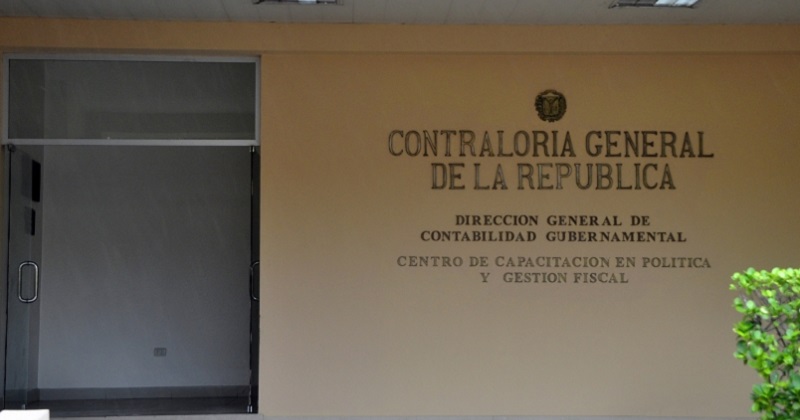 CONTRALORIA GENERAL
DE LA REPUBLICA
DIRECCION GENERAL DE
CONTABILIDAD GUBERNAMENTAL
CENTRO DE CAPACITACION EN POLITICA
Y GESTION FISCAL